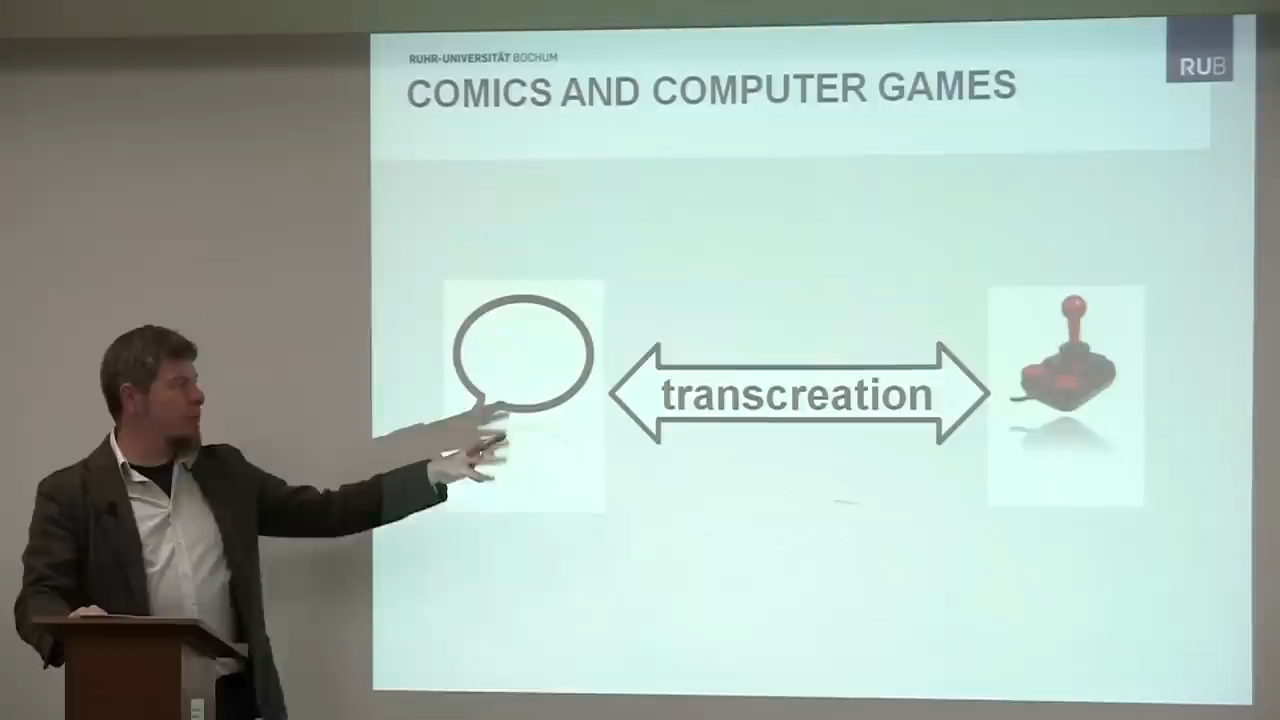 RUHR-UNIVERSITÄT BOCHUM
COMICS AND COMPUTER GAMES
RUB
transcreation